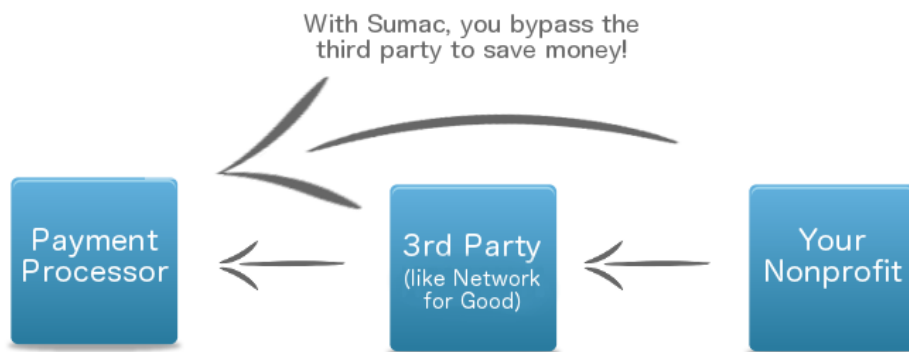 With Sumac, you bypass the
third party to save money!
Payment
Processor
3rd Party
(like Network
for Good)
Your
Nonprofit